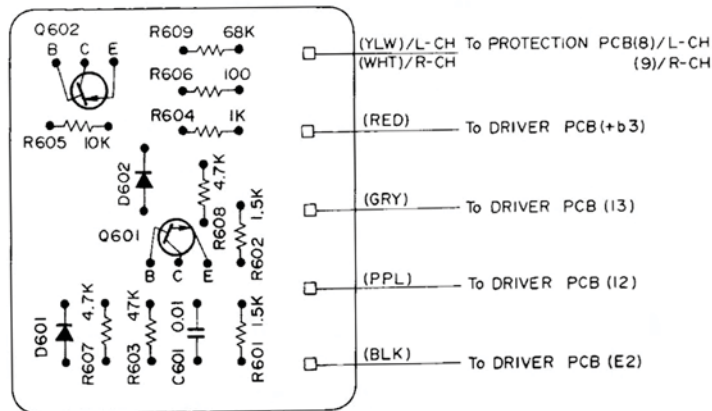 Q602
B C E
R609 68K
R606 100
R604 1K
R605 10K
D602
R608 4.7K
R602 1.5K
Q601
B C E
D601
R607 4.7K
R603 47K
C601 0.01
R601 1.5K
(YLW)/L-CH To PROTECTION PCB(8)/L-CH
(WHT)/R-CH (9)/R-CH
(RED) To DRIVER PCB(+b3)
(GRY) To DRIVER PCB (13)
(PPL) To DRIVER PCB (12)
(BLK) To DRIVER PCB (E2)